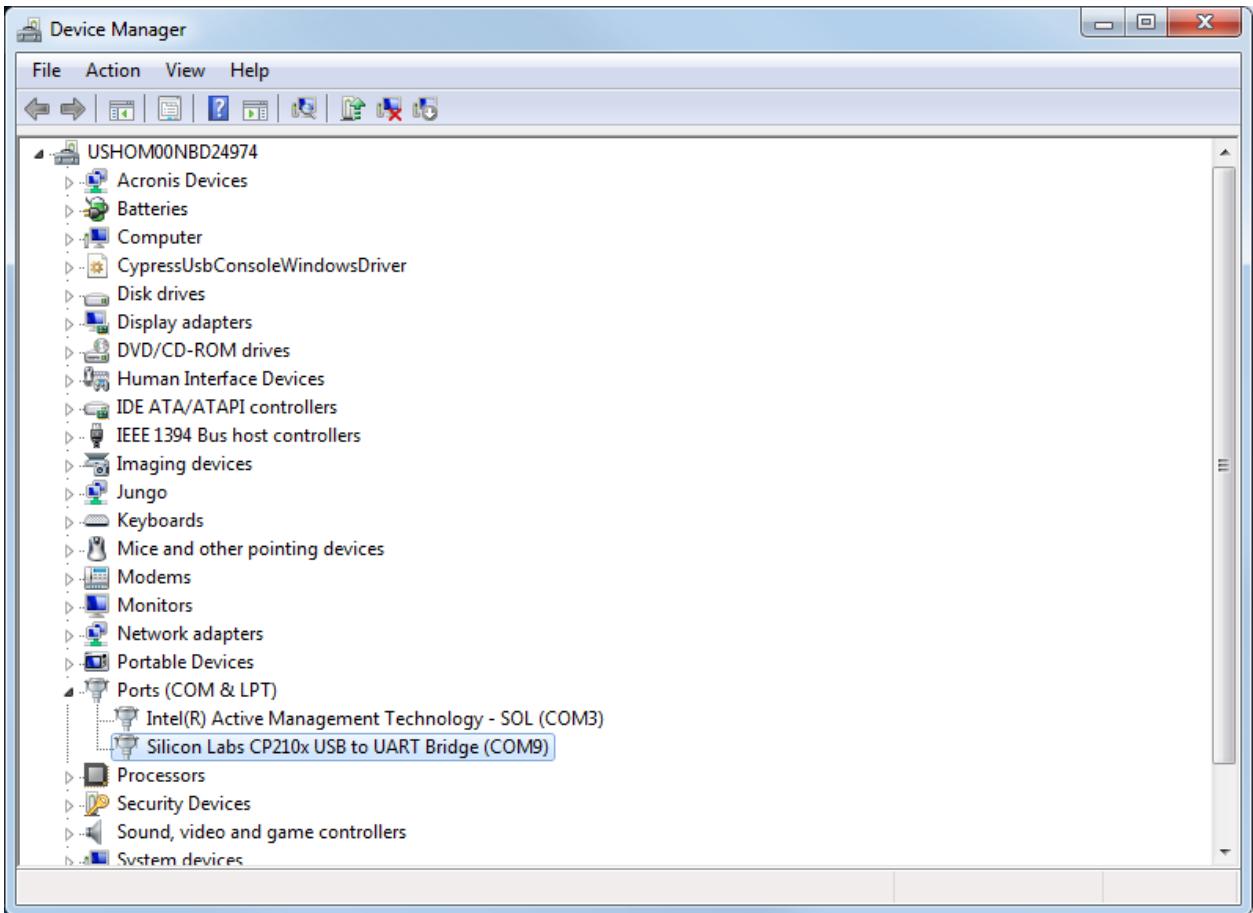 Device Manager
File Action View Help
USHOM00NBD24974
Acronis Devices
Batteries
Computer
CypressUsbConsoleWindowsDriver
Disk drives
Display adapters
DVD/CD-ROM drives
Human Interface Devices
IDE ATA/ATAPI controllers
IEEE 1394 Bus host controllers
Imaging devices
Jungo
Keyboards
Mice and other pointing devices
Modems
Monitors
Network adapters
Portable Devices
Ports (COM & LPT)
Intel(R) Active Management Technology - SOL (COM3)
Silicon Labs CP210x USB to UART Bridge (COM9)
Processors
Security Devices
Sound, video and game controllers
System devices